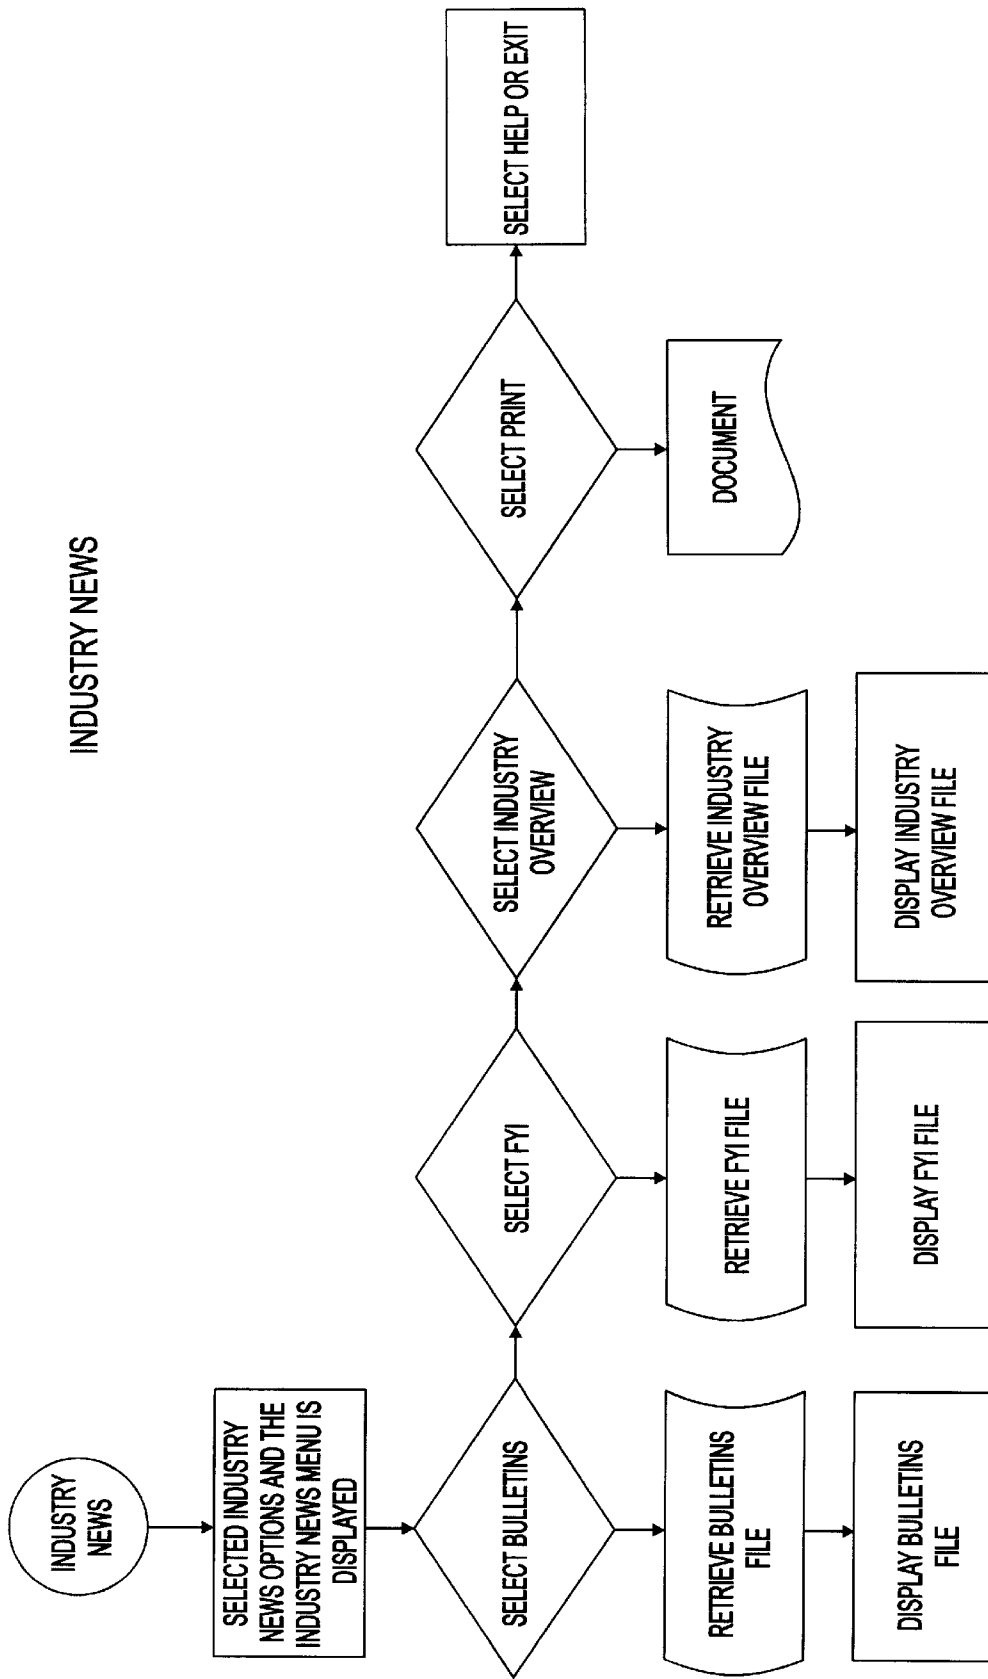 INDUSTRY NEWS
INDUSTRY
NEWS
SELECTED INDUSTRY
NEWS OPTIONS AND THE
INDUSTRY NEWS MENU IS
DISPLAYED
SELECT BULLETINS
SELECT FYI
SELECT INDUSTRY
OVERVIEW
SELECT PRINT
SELECT HELP OR EXIT
RETRIEVE BULLETINS
FILE
RETRIEVE FYI FILE
RETRIEVE INDUSTRY
OVERVIEW FILE
DOCUMENT
DISPLAY BULLETINS
FILE
DISPLAY FYI FILE
DISPLAY INDUSTRY
OVERVIEW FILE